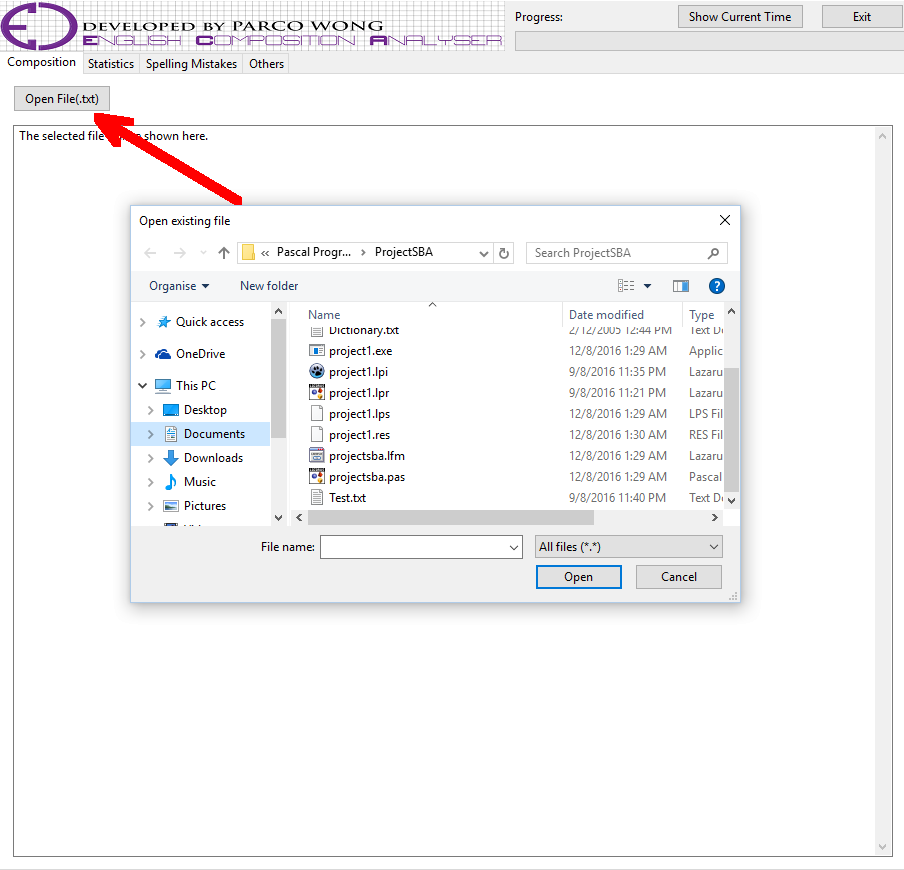 DEVELOPED BY PARCO WONG
ENGLISH COMPOSITION ANALYSER
Progress:
Show Current Time
Exit
Composition
Statistics
Spelling Mistakes
Others
Open File(.txt)
The selected file shown here.
Open existing file
« Pascal Progr... › ProjectSBA
Search ProjectSBA
Organise
New folder
Quick access
OneDrive
This PC
Desktop
Documents
Downloads
Music
Pictures
Name Date modified Type
Dictionary.txt 2/12/2005 12:44 PM Text D
project1.exe 12/8/2016 1:29 AM Applic
project1.lpi 9/8/2016 11:35 PM Lazaru
project1.lpr 9/8/2016 11:21 PM Lazaru
project1.lps 12/8/2016 1:29 AM LPS Fil
project1.res 12/8/2016 1:30 AM RES Fil
projectsba.lfm 12/8/2016 1:29 AM Lazaru
projectsba.pas 12/8/2016 1:29 AM Pascal
Test.txt 9/8/2016 11:40 PM Text D
File name:
All files (*.*)
Open
Cancel